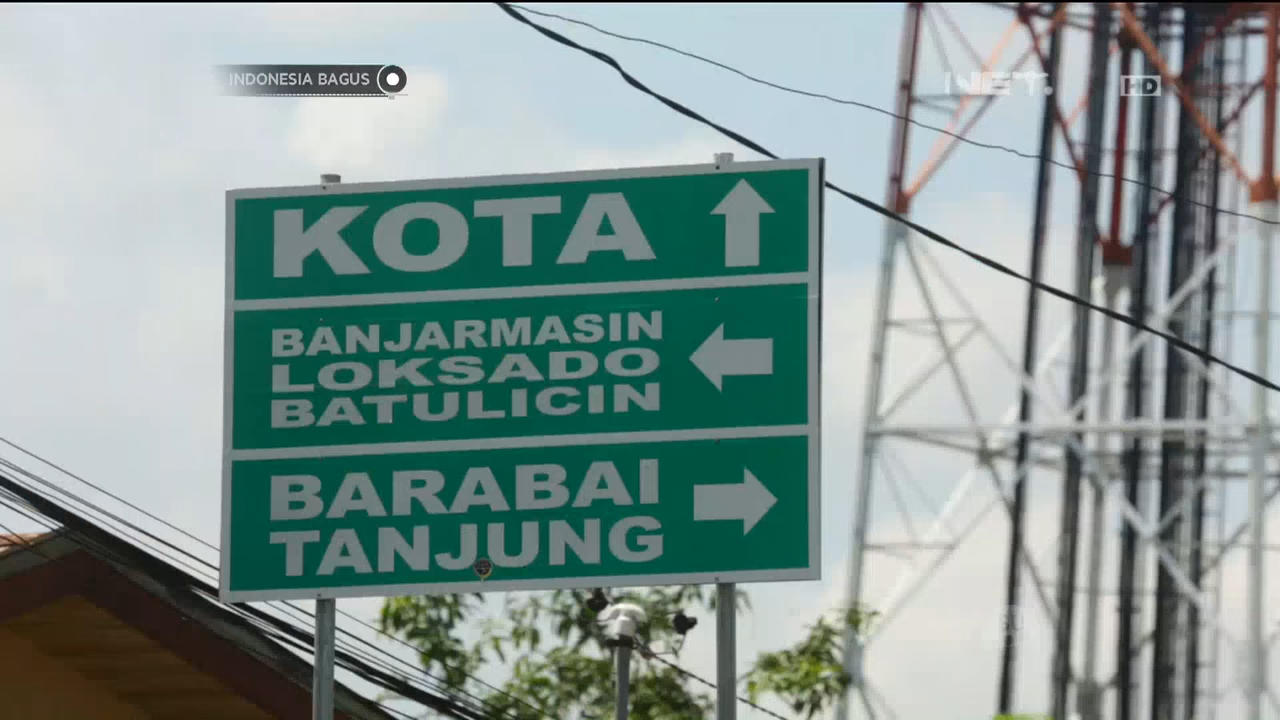 INDONESIA BAGUS
NET.
HD
KOTA
BANJARMASIN
LOKSADO
BATULICIN
BARABAI
TANJUNG